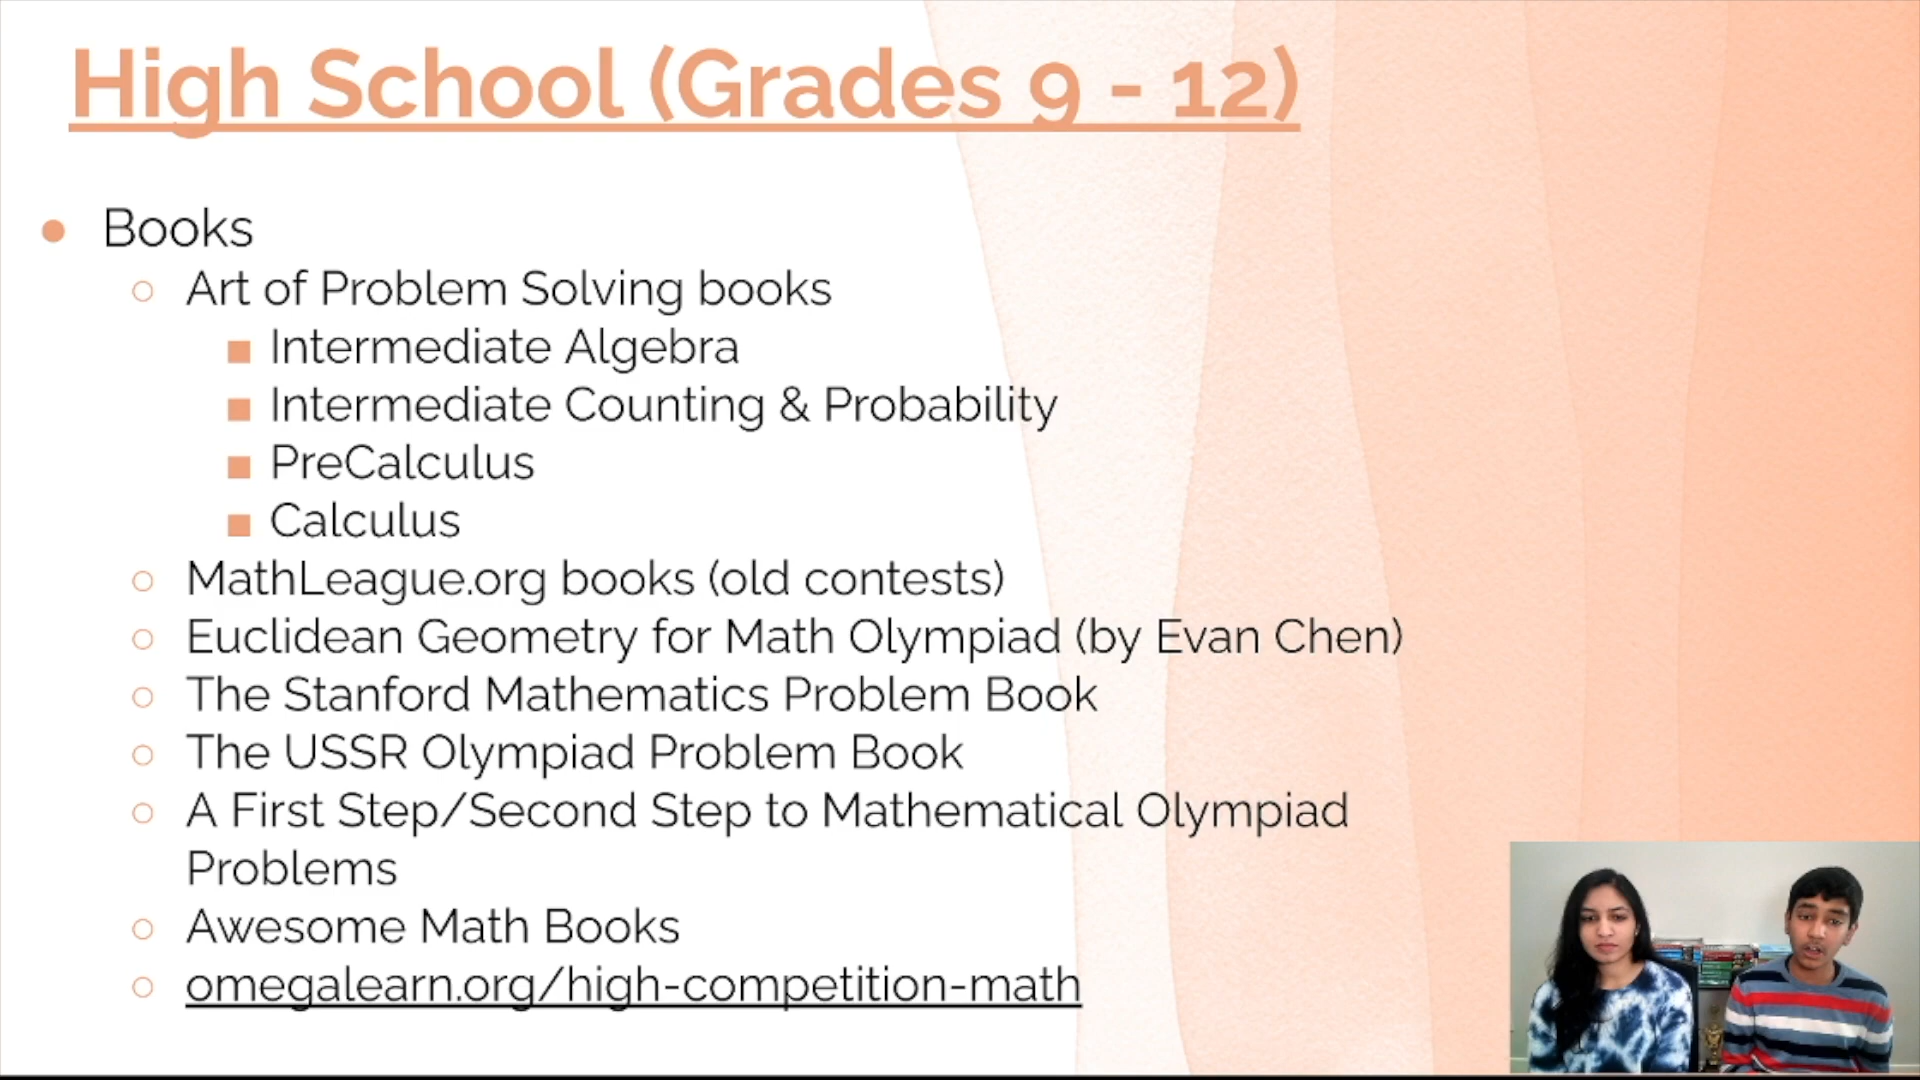 High School (Grades 9 - 12)
Books
Art of Problem Solving books
Intermediate Algebra
Intermediate Counting & Probability
PreCalculus
Calculus
MathLeague.org books (old contests)
Euclidean Geometry for Math Olympiad (by Evan Chen)
The Stanford Mathematics Problem Book
The USSR Olympiad Problem Book
A First Step/Second Step to Mathematical Olympiad
Problems
Awesome Math Books
omegalearn.org/high-competition-math